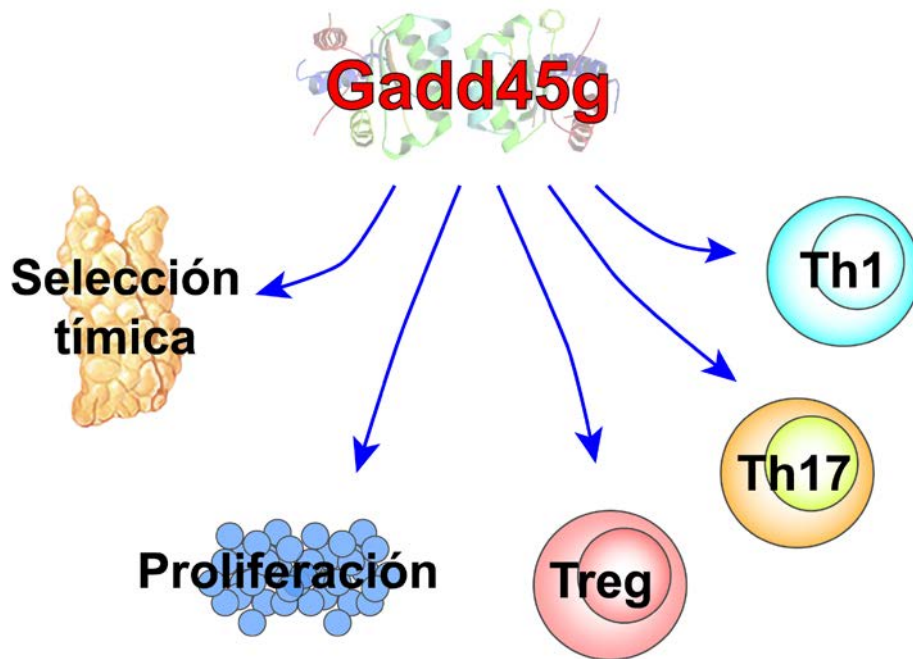 Gadd45g
Selección
tímica
Th1
Th17
Proliferación
Treg